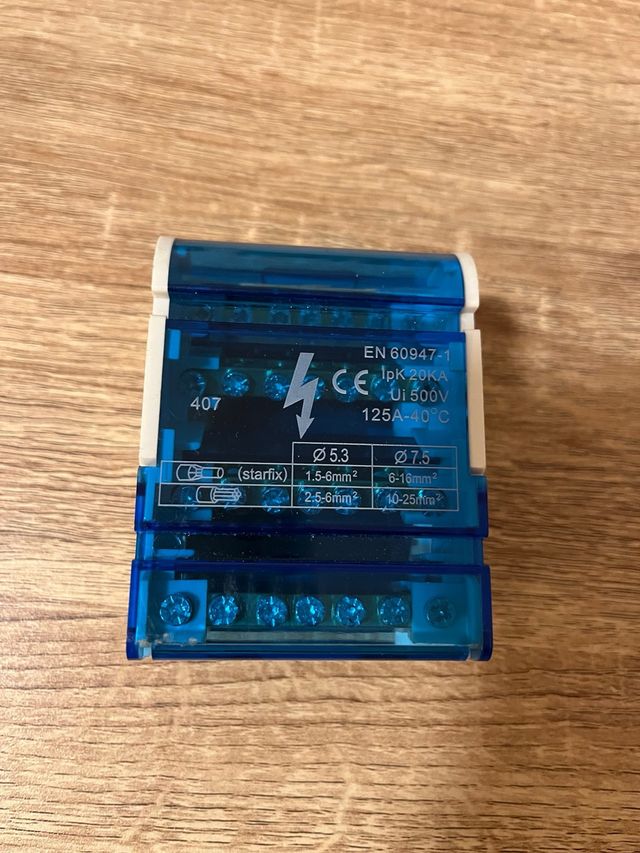 EN 60947-1
IpK 20KA
CE
Ui 500V
407
125A-40°C
Ø 5.3 Ø 7.5
(starfix) 1.5-6mm² 6-16mm²
2.5-6mm² 10-25mm²